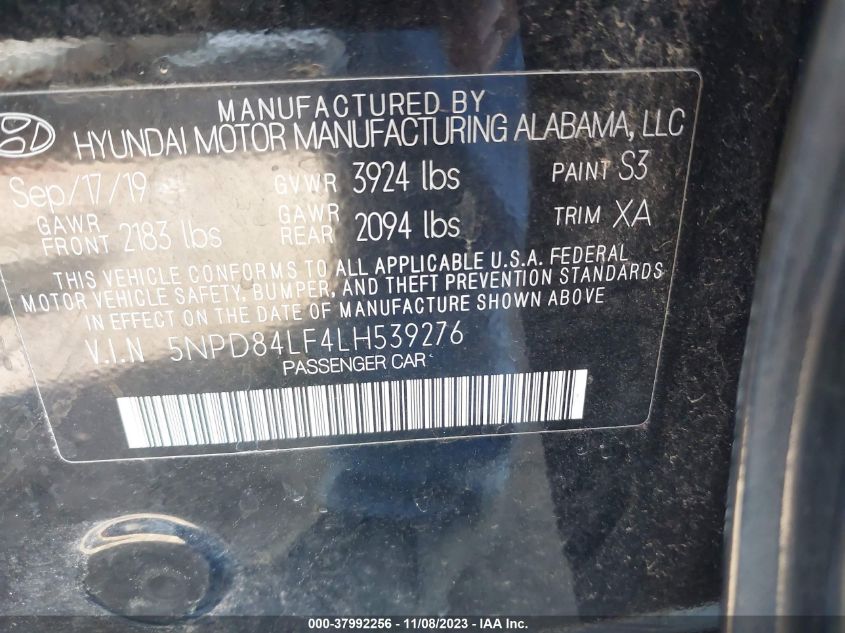 MANUFACTURED BY
HYUNDAI MOTOR MANUFACTURING ALABAMA, LLC
Sep/17/19 GVWR 3924 lbs PAINT S3
GAWR FRONT 2183 lbs GAWR REAR 2094 lbs TRIM XA
THIS VEHICLE CONFORMS TO ALL APPLICABLE U.S.A. FEDERAL
MOTOR VEHICLE SAFETY, BUMPER, AND THEFT PREVENTION STANDARDS
IN EFFECT ON THE DATE OF MANUFACTURE SHOWN ABOVE
V.I.N 5NPD84LF4LH539276
PASSENGER CAR
000-37992256 - 11/08/2023 - IAA Inc.